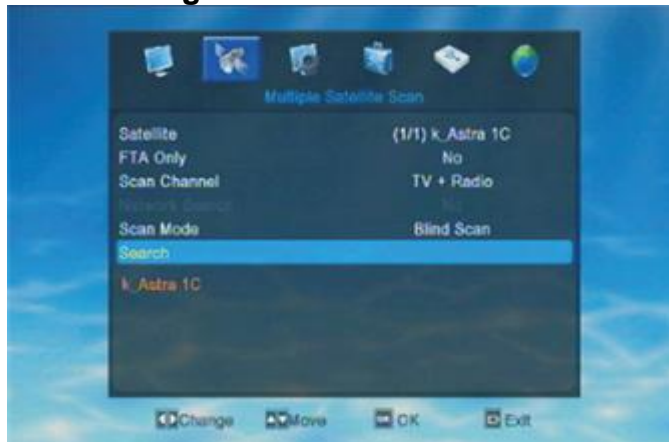 Multiple Satellite Scan
Satellite (1/1) k_Astra 1C
FTA Only No
Scan Channel TV + Radio
Network Search No
Scan Mode Blind Scan
Search
k_Astra 1C
Change Move OK Exit